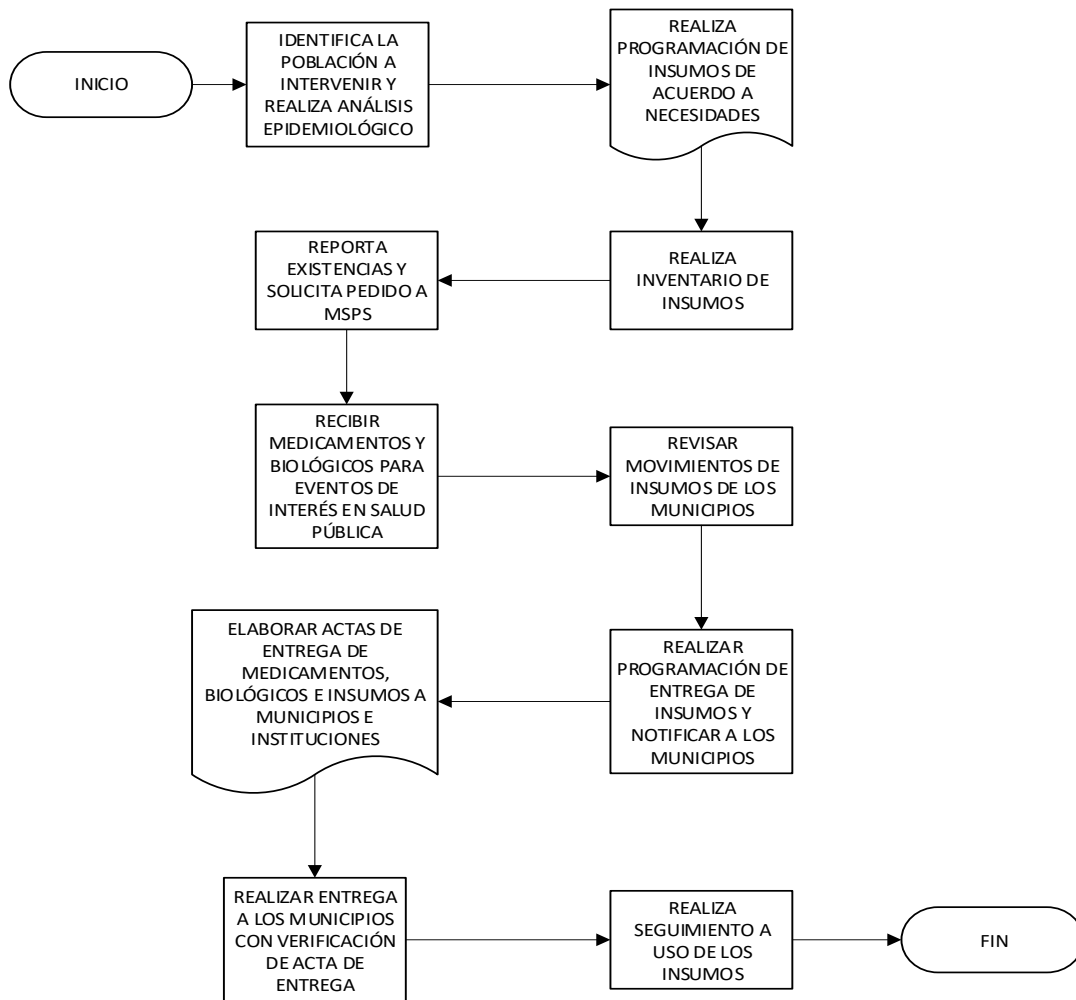 INICIO
IDENTIFICA LA
POBLACIÓN A
INTERVENIR Y
REALIZA ANÁLISIS
EPIDEMIOLÓGICO
REALIZA
PROGRAMACIÓN DE
INSUMOS DE
ACUERDO A
NECESIDADES
REALIZA
INVENTARIO DE
INSUMOS
REPORTA
EXISTENCIAS Y
SOLICITA PEDIDO A
MSPS
RECIBIR
MEDICAMENTOS Y
BIOLÓGICOS PARA
EVENTOS DE
INTERÉS EN SALUD
PÚBLICA
REVISAR
MOVIMIENTOS DE
INSUMOS DE LOS
MUNICIPIOS
REALIZAR
PROGRAMACIÓN DE
ENTREGA DE
INSUMOS Y
NOTIFICAR A LOS
MUNICIPIOS
ELABORAR ACTAS DE
ENTREGA DE
MEDICAMENTOS,
BIOLÓGICOS E INSUMOS A
MUNICIPIOS E
INSTITUCIONES
REALIZAR ENTREGA
A LOS MUNICIPIOS
CON VERIFICACIÓN
DE ACTA DE
ENTREGA
REALIZA
SEGUIMIENTO A
USO DE LOS
INSUMOS
FIN